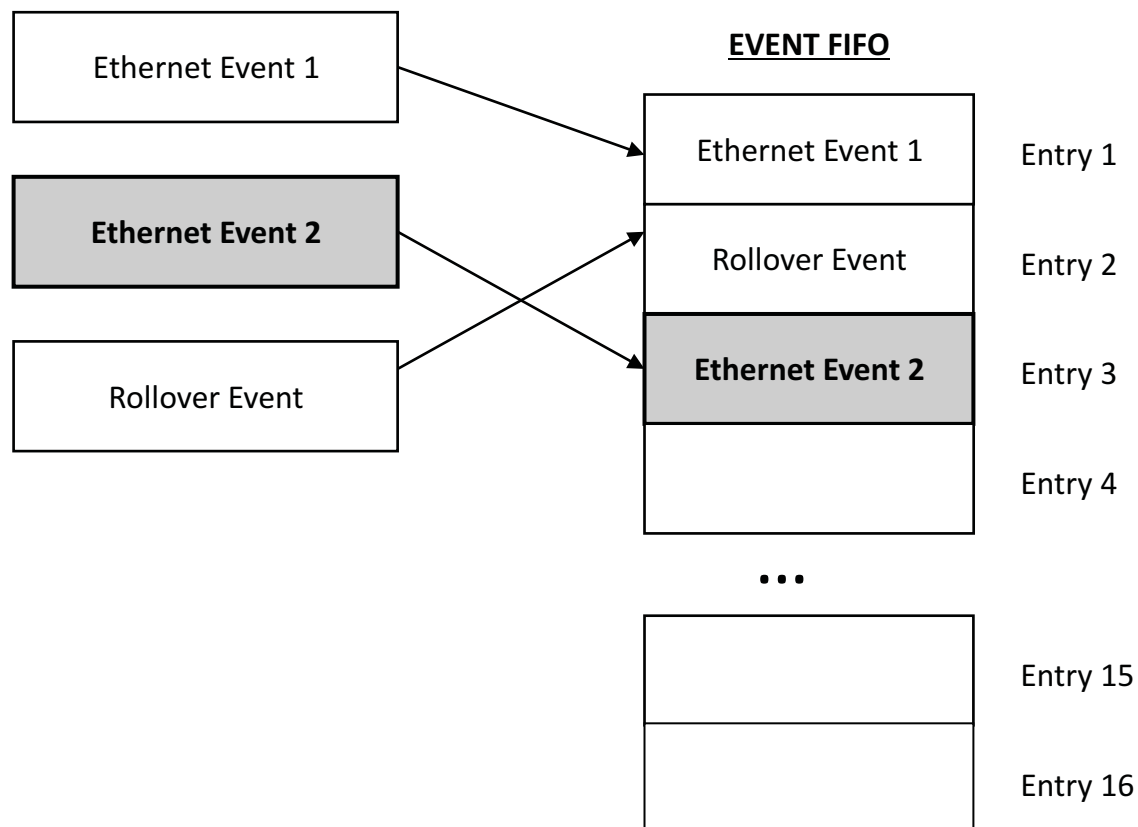 Ethernet Event 1
Ethernet Event 2
Rollover Event
EVENT FIFO
Ethernet Event 1
Entry 1
Rollover Event
Entry 2
Ethernet Event 2
Entry 3
Entry 4
...
Entry 15
Entry 16